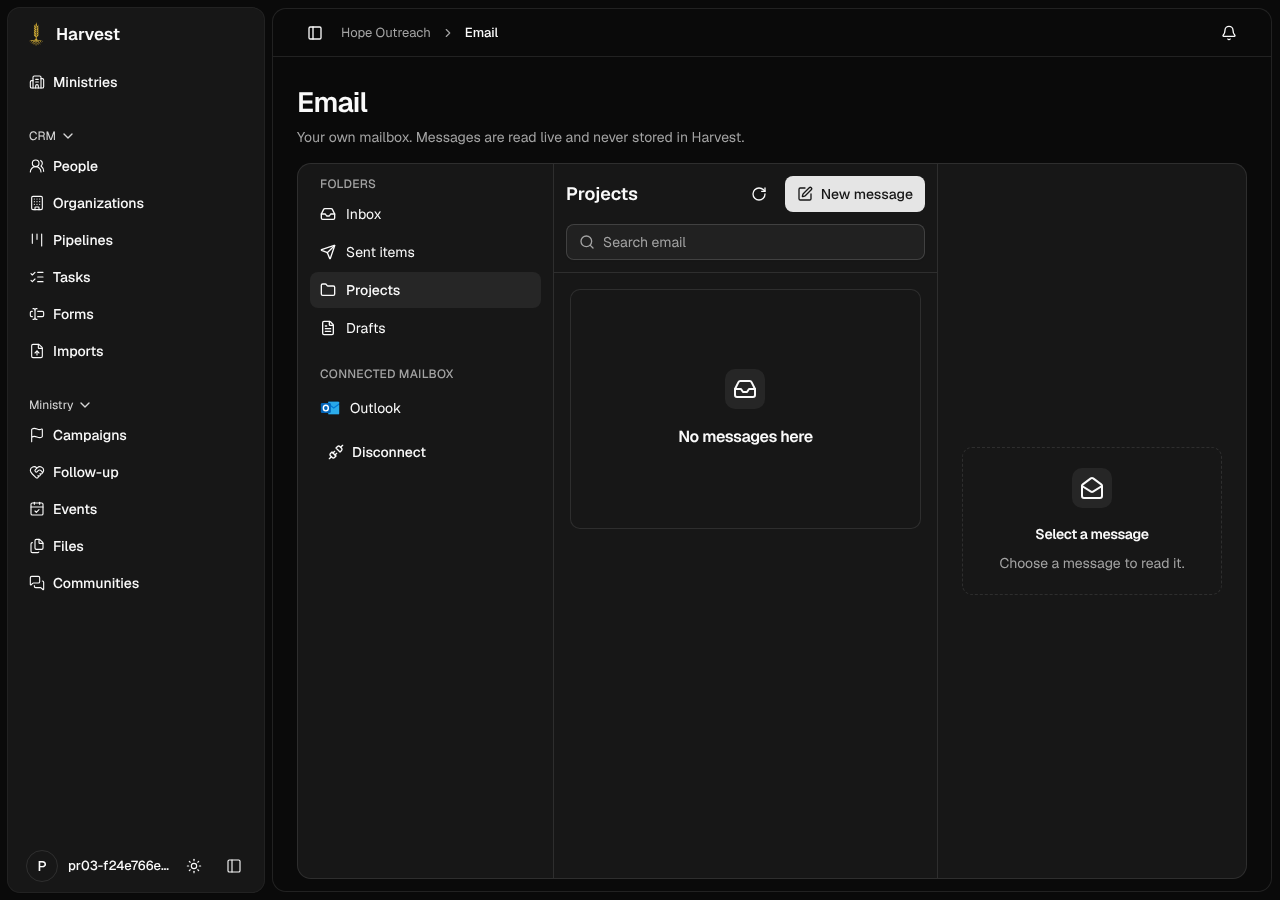 Harvest
Ministries
CRM
People
Organizations
Pipelines
Tasks
Forms
Imports
Ministry
Campaigns
Follow-up
Events
Files
Communities
P
pr03-f24e766e...
Hope Outreach > Email
Email
Your own mailbox. Messages are read live and never stored in Harvest.
FOLDERS
Inbox
Sent items
Projects
Drafts
CONNECTED MAILBOX
Outlook
Disconnect
Projects
New message
Search email
No messages here
Select a message
Choose a message to read it.